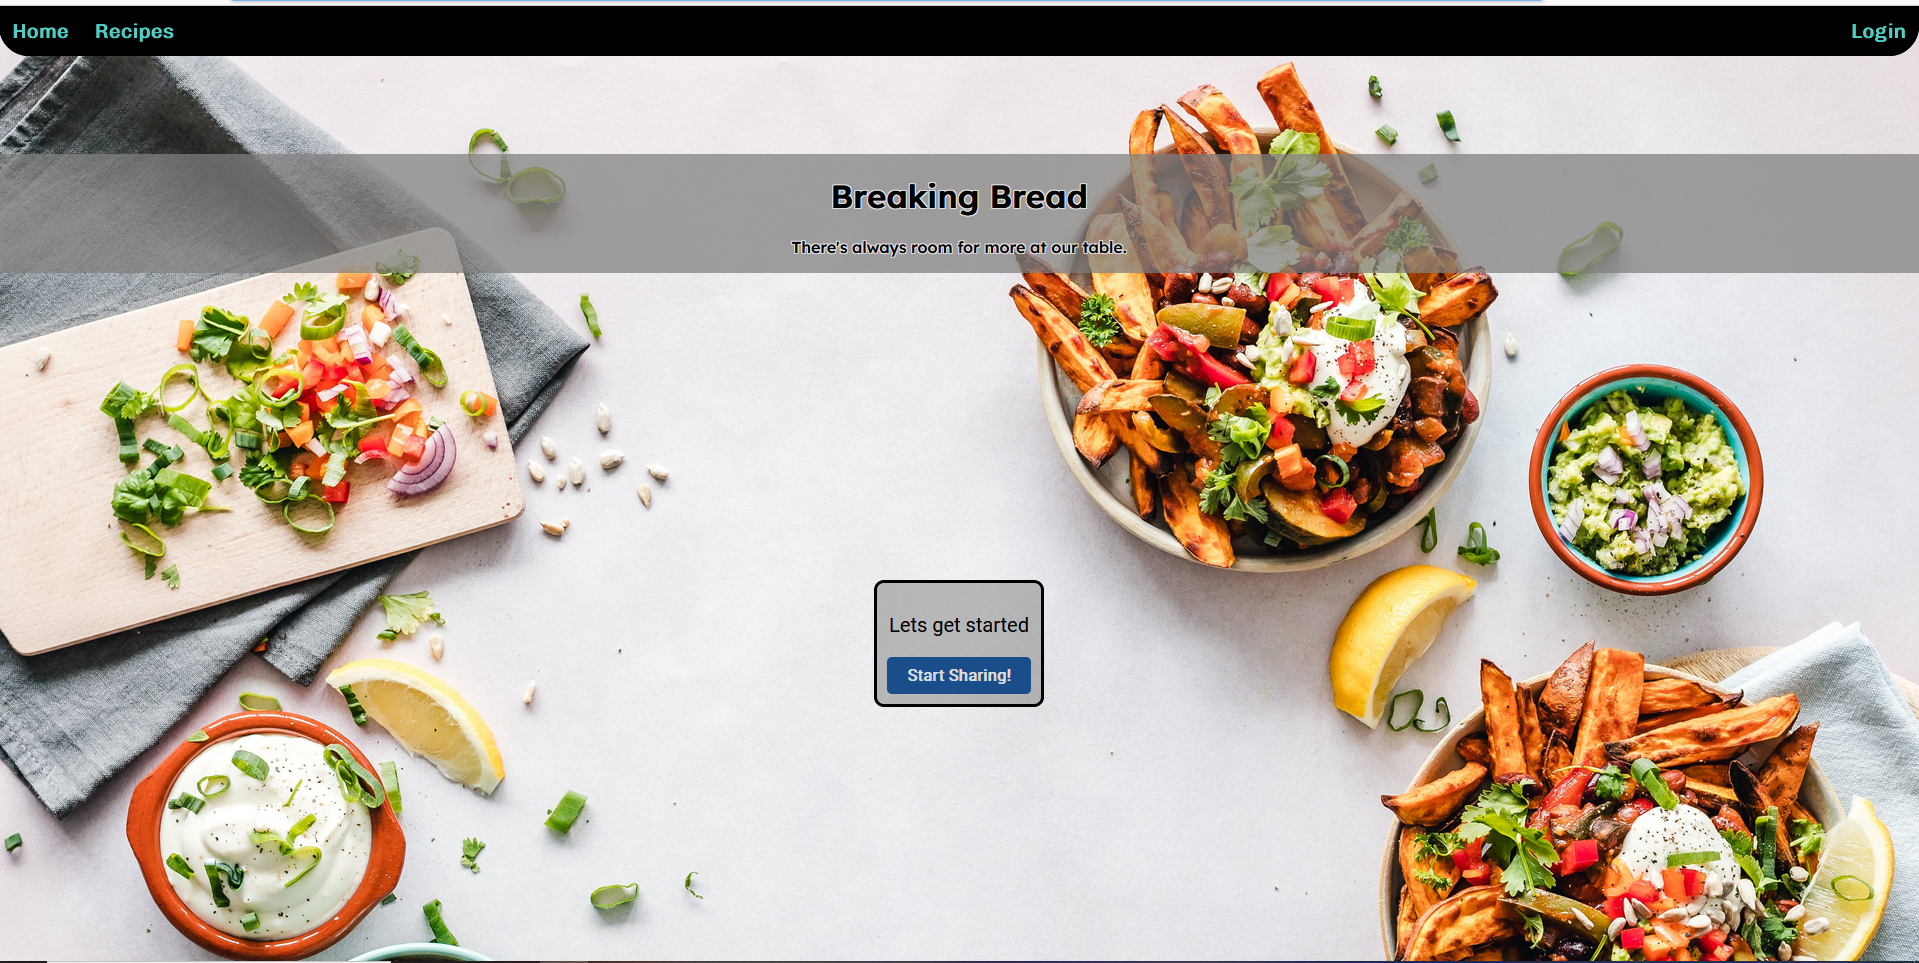 Home Recipes Login
Breaking Bread
There's always room for more at our table.
Lets get started
Start Sharing!